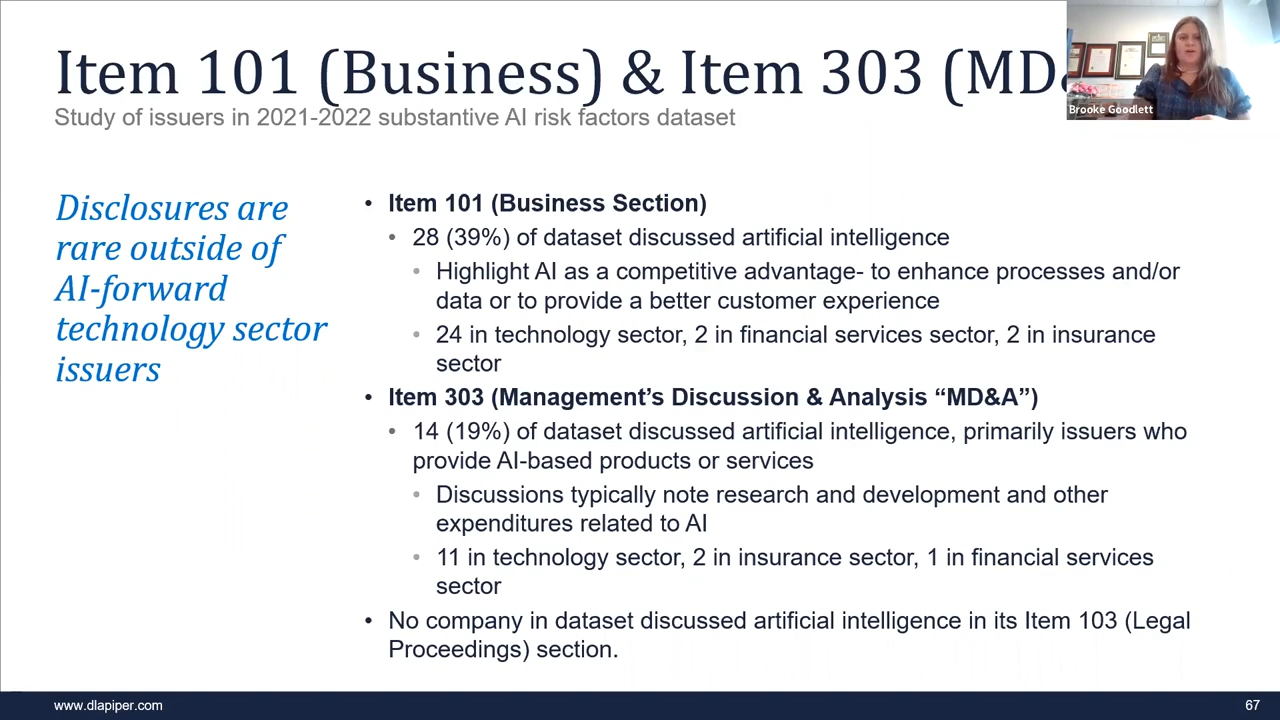 Item 101 (Business) & Item 303 (MD&
Study of issuers in 2021-2022 substantive AI risk factors dataset
Brooke Goodlett
Disclosures are
rare outside of
AI-forward
technology sector
issuers
• Item 101 (Business Section)
• 28 (39%) of dataset discussed artificial intelligence
• Highlight AI as a competitive advantage- to enhance processes and/or
data or to provide a better customer experience
• 24 in technology sector, 2 in financial services sector, 2 in insurance
sector
• Item 303 (Management’s Discussion & Analysis “MD&A”)
• 14 (19%) of dataset discussed artificial intelligence, primarily issuers who
provide AI-based products or services
• Discussions typically note research and development and other
expenditures related to AI
• 11 in technology sector, 2 in insurance sector, 1 in financial services
sector
• No company in dataset discussed artificial intelligence in its Item 103 (Legal
Proceedings) section.
www.dlapiper.com
67